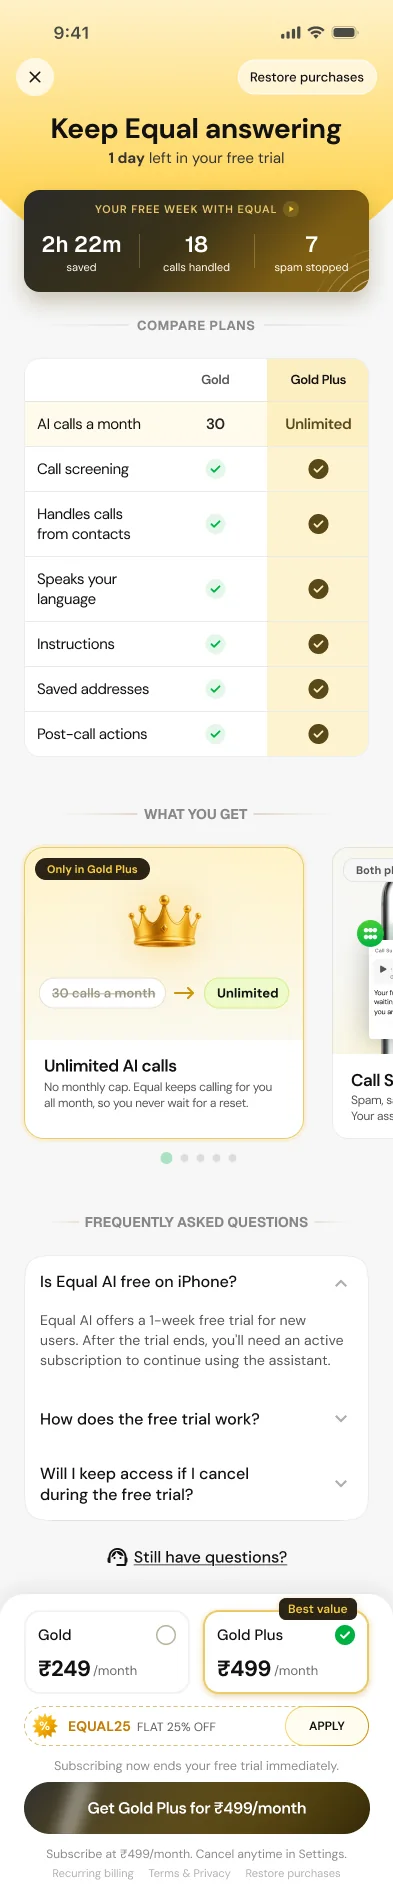 9:41
Restore purchases
Keep Equal answering
1 day left in your free trial
YOUR FREE WEEK WITH EQUAL
2h 22m
saved
18
calls handled
7
spam stopped
COMPARE PLANS
Gold
Gold Plus
AI calls a month
30
Unlimited
Call screening
Handles calls
from contacts
Speaks your
language
Instructions
Saved addresses
Post-call actions
WHAT YOU GET
Only in Gold Plus
30 calls a month
Unlimited
Unlimited AI calls
No monthly cap. Equal keeps calling for you
all month, so you never wait for a reset.
Both pl
Call Su
Your f
waitin
you ar
Call S
Spam, s
Your ass
FREQUENTLY ASKED QUESTIONS
Is Equal AI free on iPhone?
Equal AI offers a 1-week free trial for new
users. After the trial ends, you'll need an active
subscription to continue using the assistant.
How does the free trial work?
Will I keep access if I cancel
during the free trial?
Still have questions?
Best value
Gold
₹249 /month
Gold Plus
₹499 /month
% EQUAL25 FLAT 25% OFF
APPLY
Subscribing now ends your free trial immediately.
Get Gold Plus for ₹499/month
Subscribe at ₹499/month. Cancel anytime in Settings.
Recurring billing Terms & Privacy Restore purchases